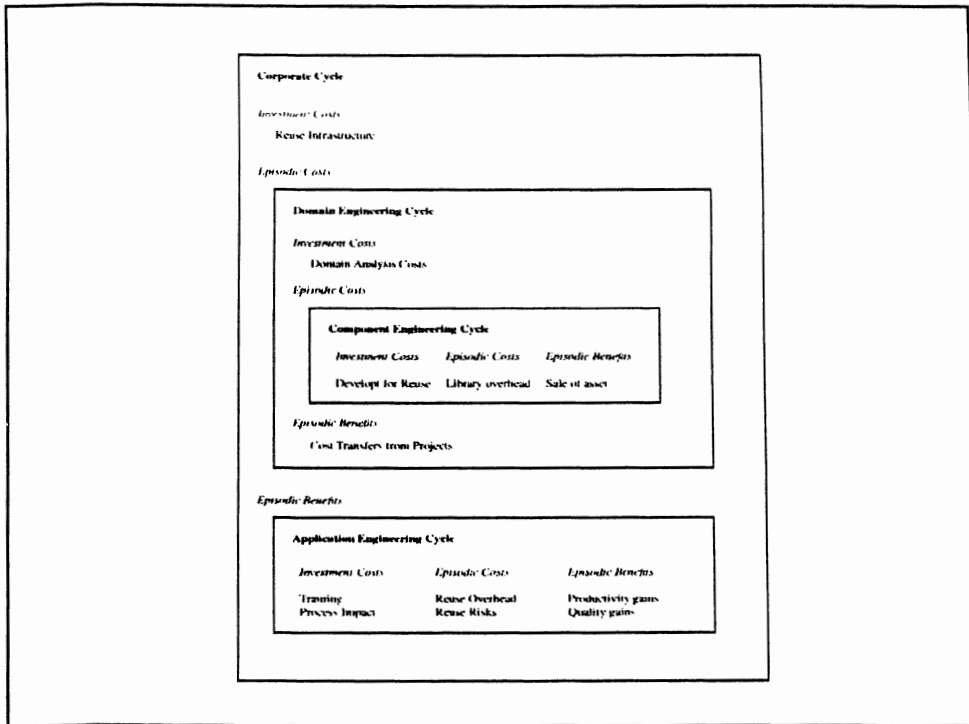 Corporate Cycle
Investment Costs
Reuse Intrastructure
Episodic Costs
Domain Engineering Cycle
Investment Costs
Domain Analysis Costs
Episodic Costs
Component Engineering Cycle
Investment Costs Episodic Costs Episodic Benefits
Developt for Reuse Library overhead Sale of asset
Episodic Benefits
Cost Transfers from Projects
Episodic Benefits
Application Engineering Cycle
Investment Costs Episodic Costs Episodic Benefits
Training Reuse Overhead Productivity gains
Process Impact Reuse Risks Quality gains